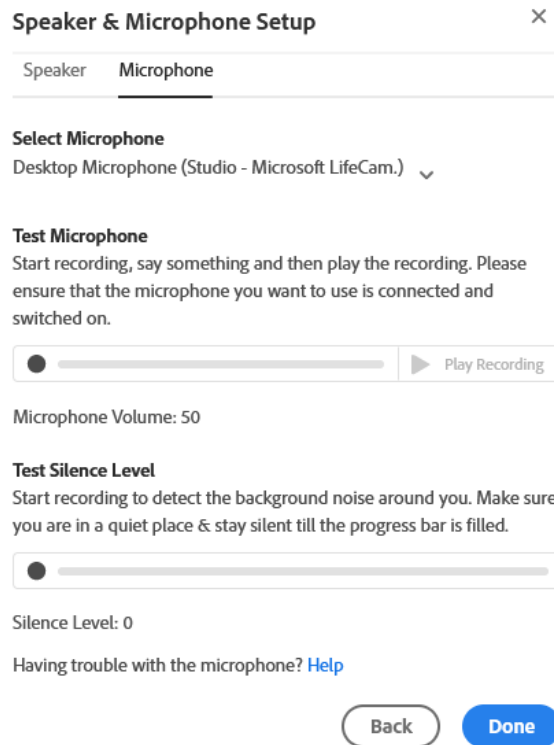 Speaker & Microphone Setup
Speaker Microphone
Select Microphone
Desktop Microphone (Studio - Microsoft LifeCam.)
Test Microphone
Start recording, say something and then play the recording. Please
ensure that the microphone you want to use is connected and
switched on.
Play Recording
Microphone Volume: 50
Test Silence Level
Start recording to detect the background noise around you. Make sure
you are in a quiet place & stay silent till the progress bar is filled.
Silence Level: 0
Having trouble with the microphone? Help
Back Done